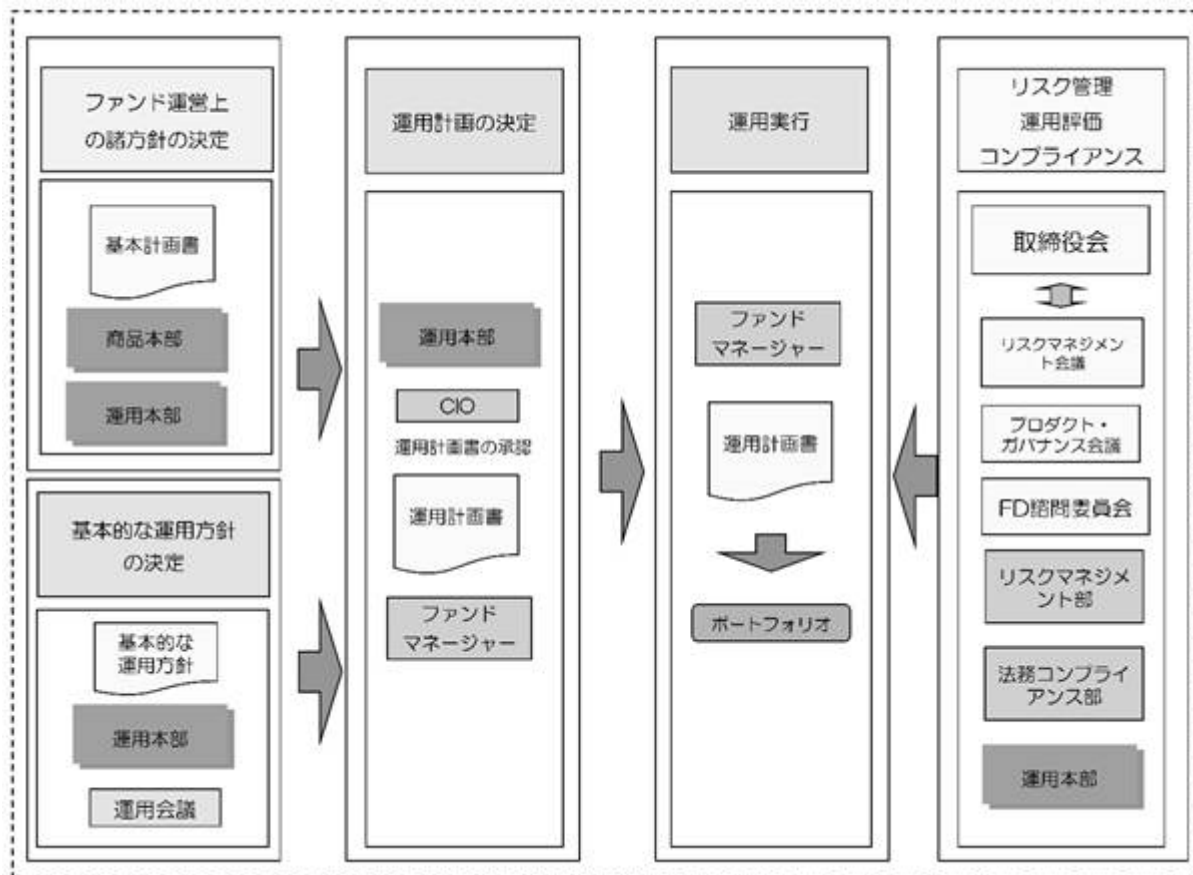 ファンド運営上
の諸方針の決定
基本計画書
商品本部
運用本部
基本的な運用方針
の決定
基本的な
運用方針
運用本部
運用会議
運用計画の決定
運用本部
CIO
運用計画書の承認
運用計画書
ファンド
マネージャー
運用実行
ファンド
マネージャー
運用計画書
ポートフォリオ
リスク管理
運用評価
コンプライアンス
取締役会
リスクマネジメン
ト会議
プロダクト・
ガバナンス会議
FD諮問委員会
リスクマネジメ
ント部
法務コンプライ
アンス部
運用本部